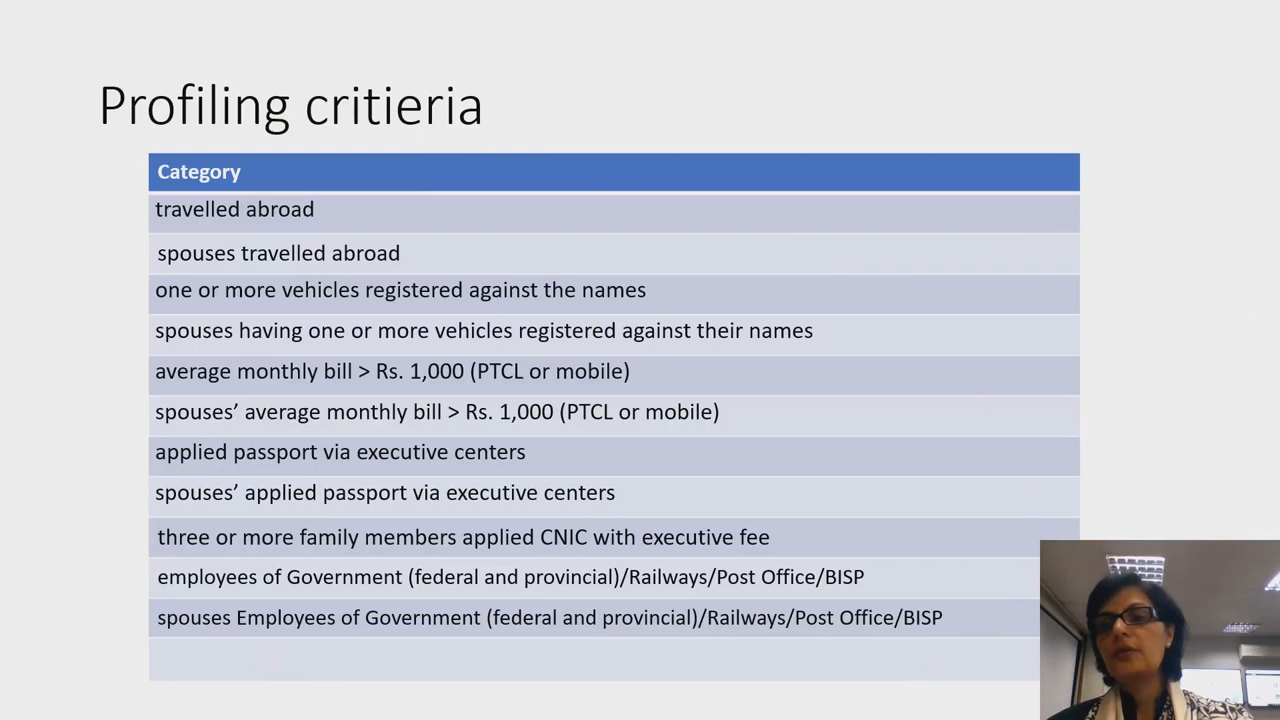 Profiling critieria
Category
travelled abroad
spouses travelled abroad
one or more vehicles registered against the names
spouses having one or more vehicles registered against their names
average monthly bill > Rs. 1,000 (PTCL or mobile)
spouses’ average monthly bill > Rs. 1,000 (PTCL or mobile)
applied passport via executive centers
spouses’ applied passport via executive centers
three or more family members applied CNIC with executive fee
employees of Government (federal and provincial)/Railways/Post Office/BISP
spouses Employees of Government (federal and provincial)/Railways/Post Office/BISP